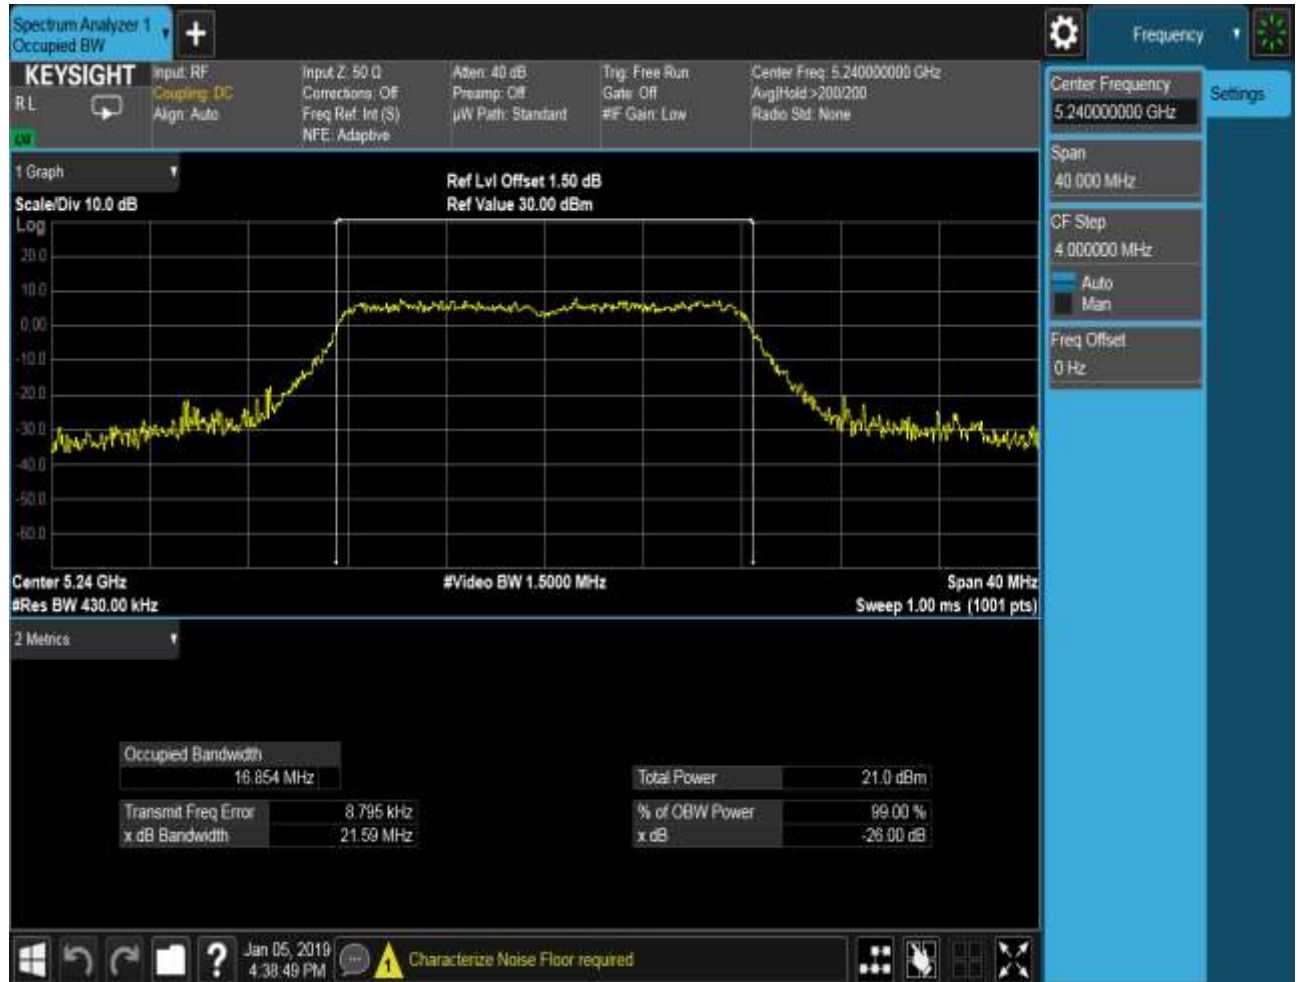 Spectrum Analyzer 1
Occupied BW
Frequency
KEYSIGHT
RL
Input: RF
Coupling: DC
Align: Auto
Input Z: 50 Ω
Corrections: Off
Freq Ref: Int (S)
NFE: Adaptive
Atten: 40 dB
Preamp: Off
µW Path: Standard
Trig: Free Run
Gate: Off
#IF Gain: Low
Center Freq: 5.240000000 GHz
Avg|Hold:>200/200
Radio Std: None
Center Frequency
5.240000000 GHz
Settings
Span
40.000 MHz
CF Step
4.000000 MHz
Auto
Man
Freq Offset
0 Hz
1 Graph
Scale/Div 10.0 dB
Ref Lvl Offset 1.50 dB
Ref Value 30.00 dBm
Log
20.0
10.0
0.00
-10.0
-20.0
-30.0
-40.0
-50.0
-60.0
Center 5.24 GHz
#Res BW 430.00 kHz
#Video BW 1.5000 MHz
Span 40 MHz
Sweep 1.00 ms (1001 pts)
2 Metrics
Occupied Bandwidth
16.854 MHz
Transmit Freq Error 8.795 kHz
x dB Bandwidth 21.59 MHz
Total Power 21.0 dBm
% of OBW Power 99.00 %
x dB -26.00 dB
Jan 05, 2019
4:38:49 PM
1
Characterize Noise Floor required